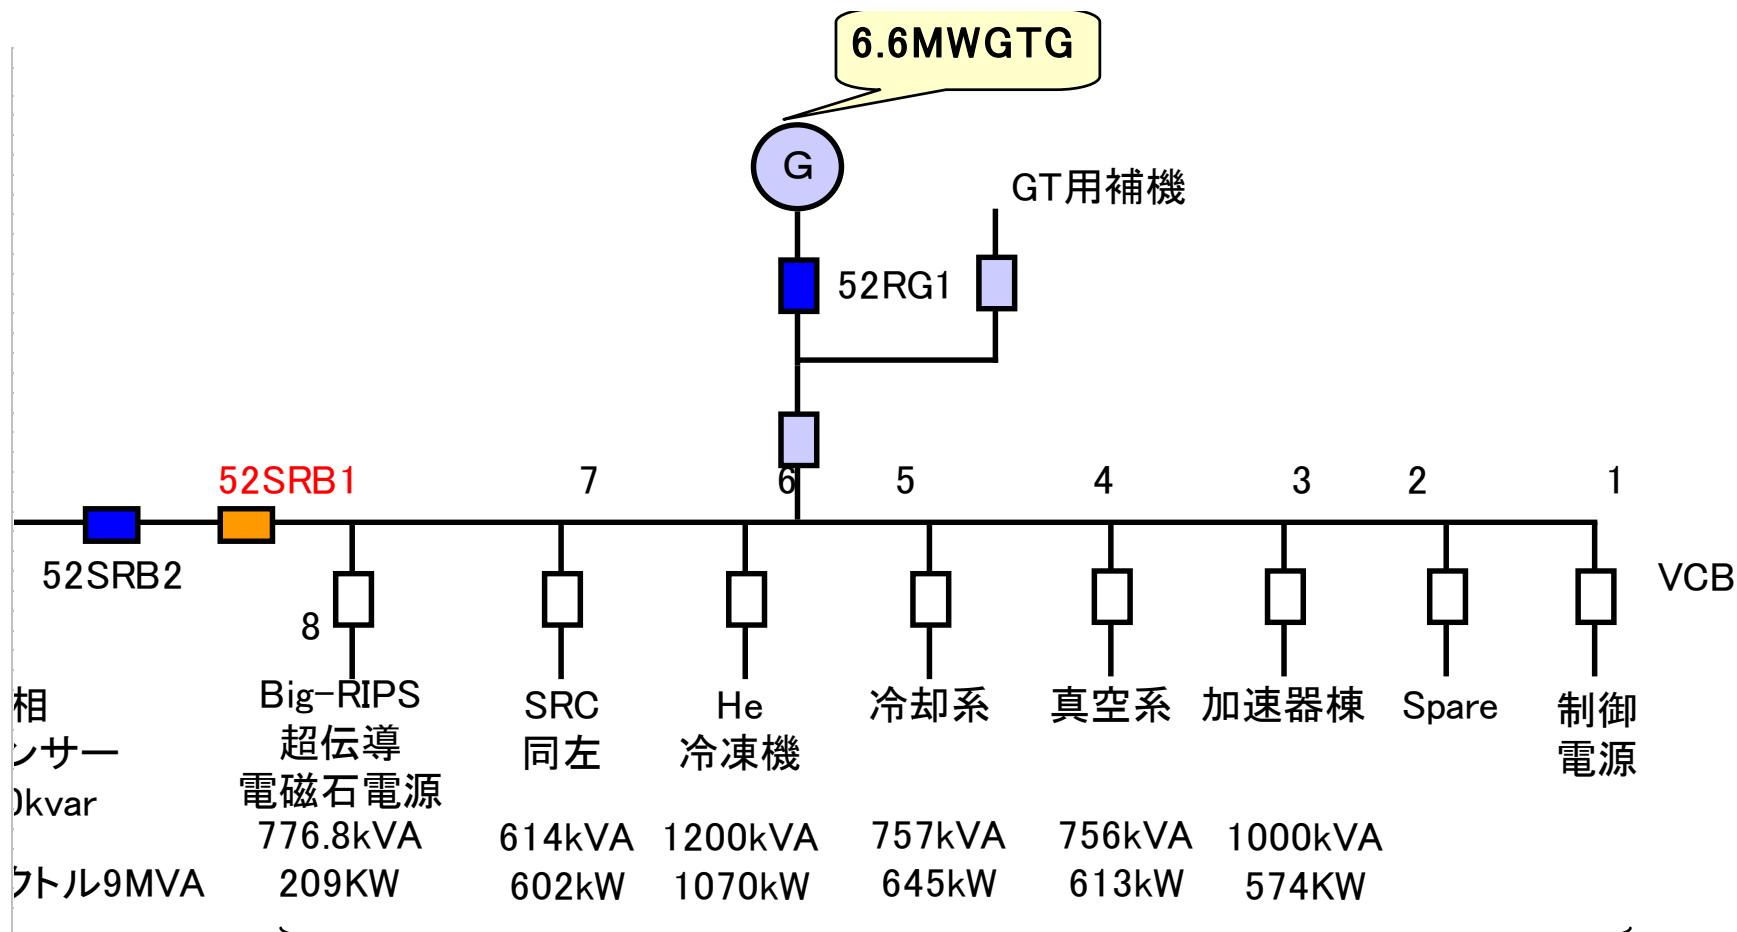 6.6MWGTG
G
GT用補機
52RG1
52SRB1
7
6
5
4
3
2
1
52SRB2
VCB
8
相
ンサー
kvar
トル9MVA
Big-RIPS
超伝導
電磁石電源
776.8kVA
209KW
SRC
同左
614kVA
602kW
He
冷凍機
1200kVA
1070kW
冷却系
757kVA
645kW
真空系
756kVA
613kW
加速器棟
1000kVA
574KW
Spare
制御
電源